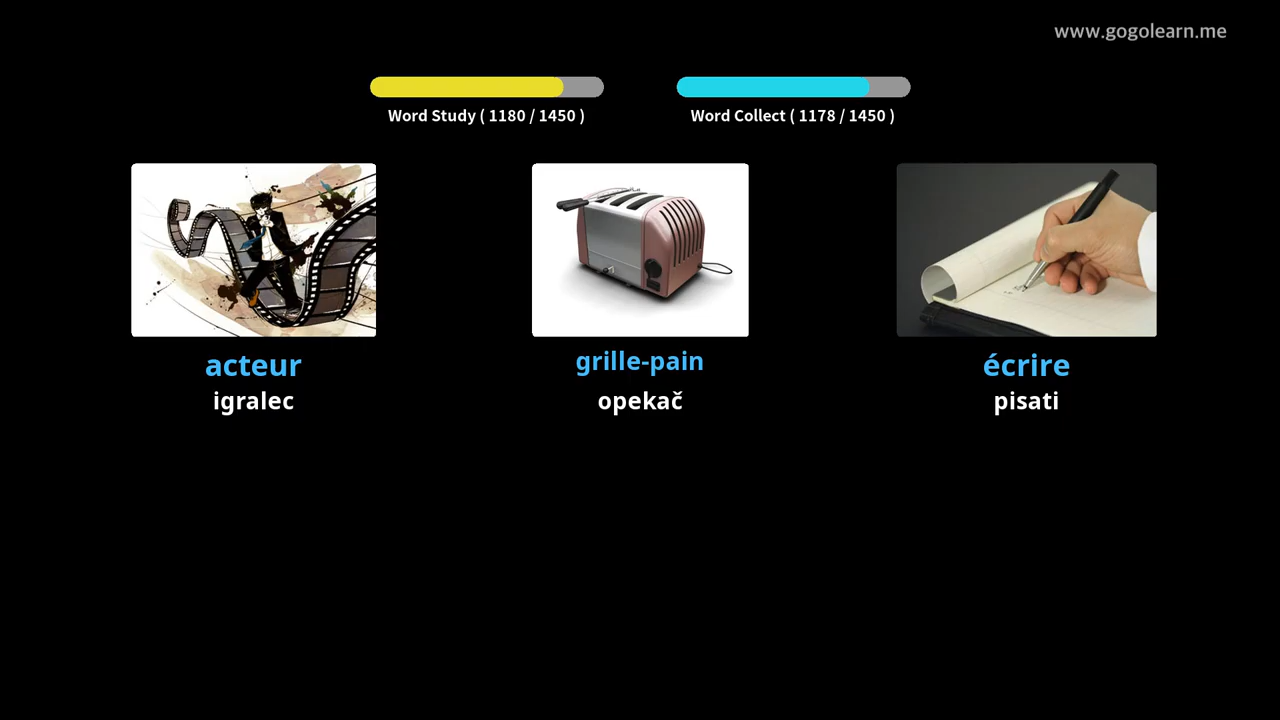 www.gogolearn.me
Word Study ( 1180 / 1450 )
Word Collect ( 1178 / 1450 )
acteur
igralec
grille-pain
opekač
écrire
pisati